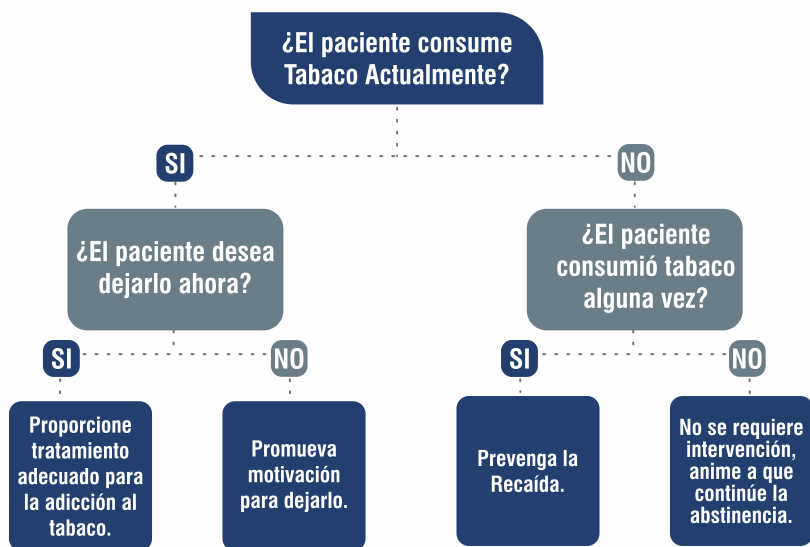 ¿El paciente consume
Tabaco Actualmente?
SI
NO
¿El paciente desea
dejarlo ahora?
¿El paciente
consumió tabaco
alguna vez?
SI
NO
SI
NO
Proporcione
tratamiento
adecuado para
la adicción al
tabaco.
Promueva
motivación
para dejarlo.
Prevenga la
Recaída.
No se requiere
intervención,
anime a que
continúe la
abstinencia.